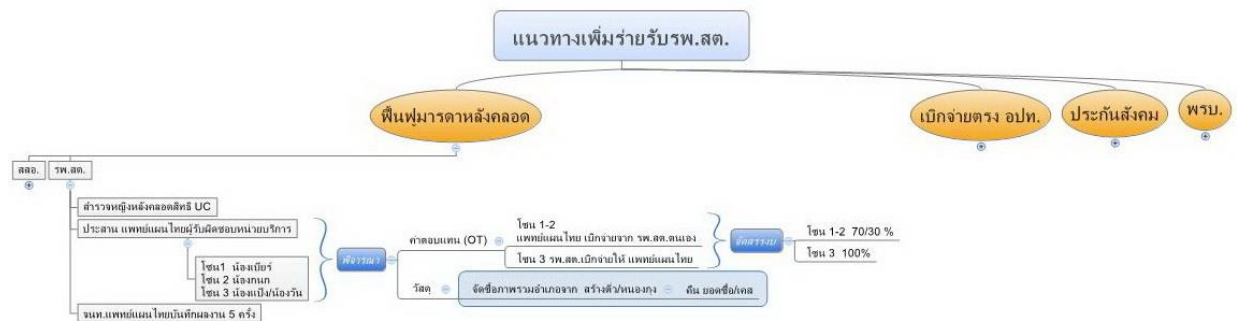 แนวทางเพิ่มร่ายรับรพ.สต.
ฟื้นฟูมารดาหลังคลอด
เบิกจ่ายตรง อปท.
ประกันสังคม
พรบ.
สสอ.
รพ.สต.
สำรวจหญิงหลังคลอดสิทธิ UC
ประสาน แพทย์แผนไทยผู้รับผิดชอบหน่วยบริการ
โซน1 น้องเบียร์
โซน 2 น้องกนก
โซน 3 น้องแป้ง/น้องวัน
จนท.แพทย์แผนไทยบันทึกผลงาน 5 ครั้ง
พิจารณา
ค่าตอบแทน (OT)
โซน 1-2
แพทย์แผนไทย เบิกจ่ายจาก รพ.สต.ตนเอง
โซน 3 รพ.สต.เบิกจ่ายให้ แพทย์แผนไทย
จัดสรรงบ
โซน 1-2 70/30 %
โซน 3 100%
วัสดุ
จัดซื้อภาพรวมอำเภอจาก สร้างติ่ว/หนองกุง
คืน ยอดซื้อ/เคส